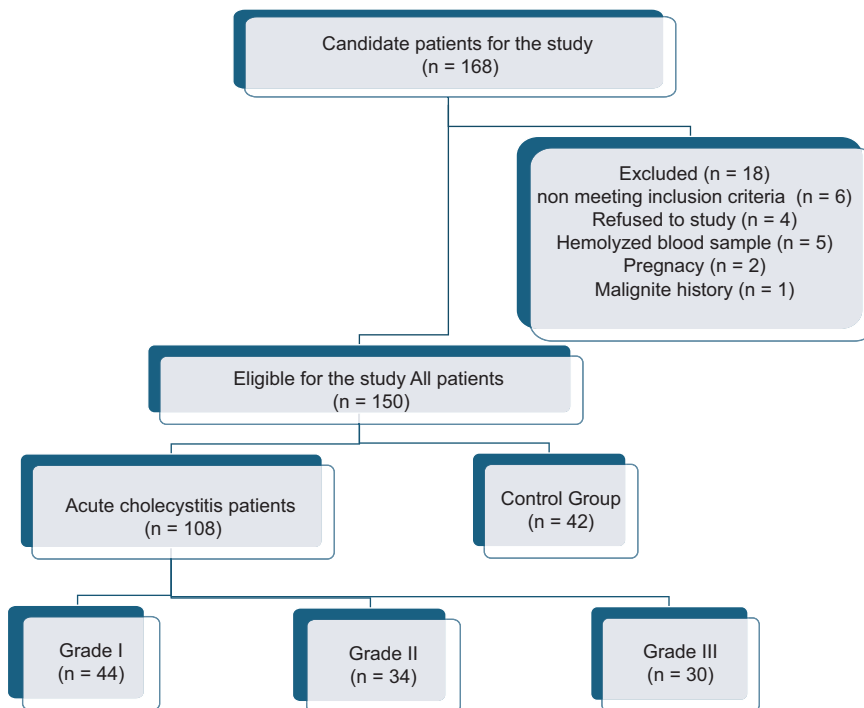 Candidate patients for the study
(n = 168)
Excluded (n = 18)
non meeting inclusion criteria (n = 6)
Refused to study (n = 4)
Hemolyzed blood sample (n = 5)
Pregnacy (n = 2)
Malignite history (n = 1)
Eligible for the study All patients
(n = 150)
Acute cholecystitis patients
(n = 108)
Control Group
(n = 42)
Grade I
(n = 44)
Grade II
(n = 34)
Grade III
(n = 30)